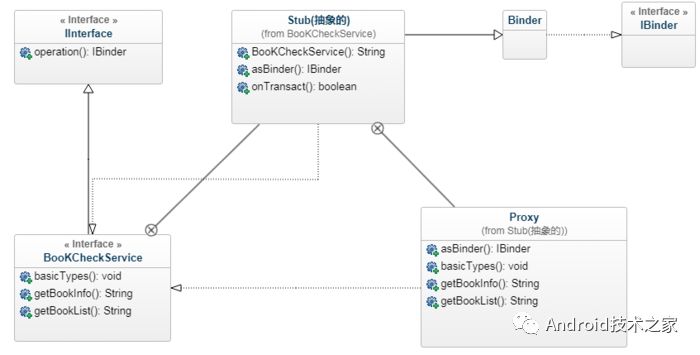 « Interface »
IInterface
operation(): IBinder
Stub(抽象的)
(from BooKCheckService)
BooKCheckService(): String
asBinder(): IBinder
onTransact(): boolean
Binder
« Interface »
IBinder
« Interface »
BooKCheckService
basicTypes(): void
getBookInfo(): String
getBookList(): String
Proxy
(from Stub(抽象的))
asBinder(): IBinder
basicTypes(): void
getBookInfo(): String
getBookList(): String
Android技术之家